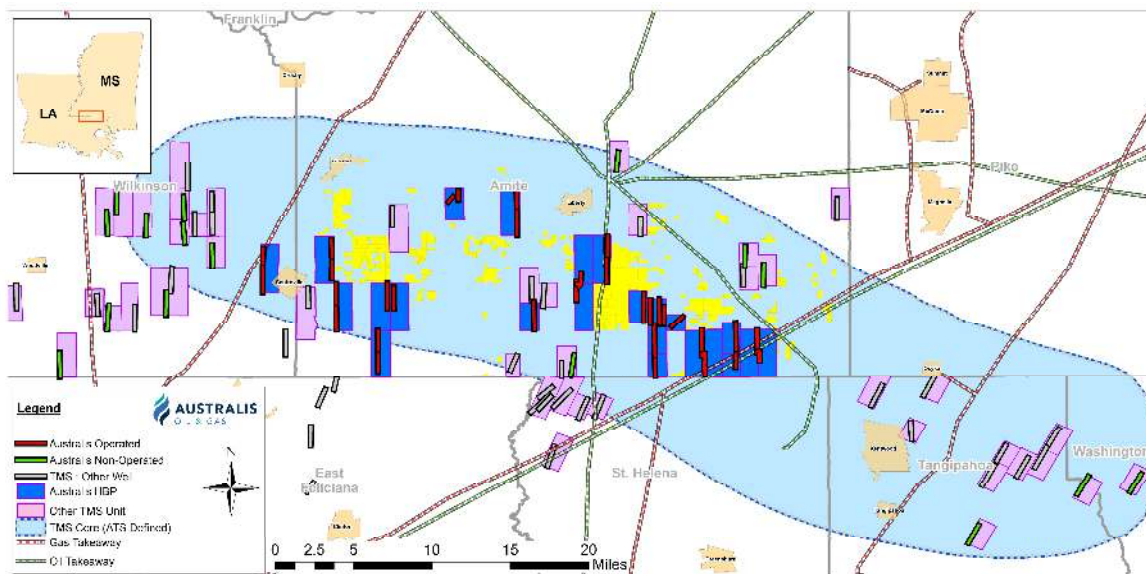 Franklin
MS
LA
Wilkinson
Amite
Liberty
Pike
Legend
AUSTRALIS
OIL & GAS
Australis Operated
Australis Non-Operated
TMS - Other Well
Australis HBP
Other TMS Unit
TMS Core (ATS Defined)
Gas Takeaway
Oil Takeaway
East
Feliciana
St. Helena
Kentwood
Tangipahoa
Washington
0 2.5 5 10 15 20
Miles